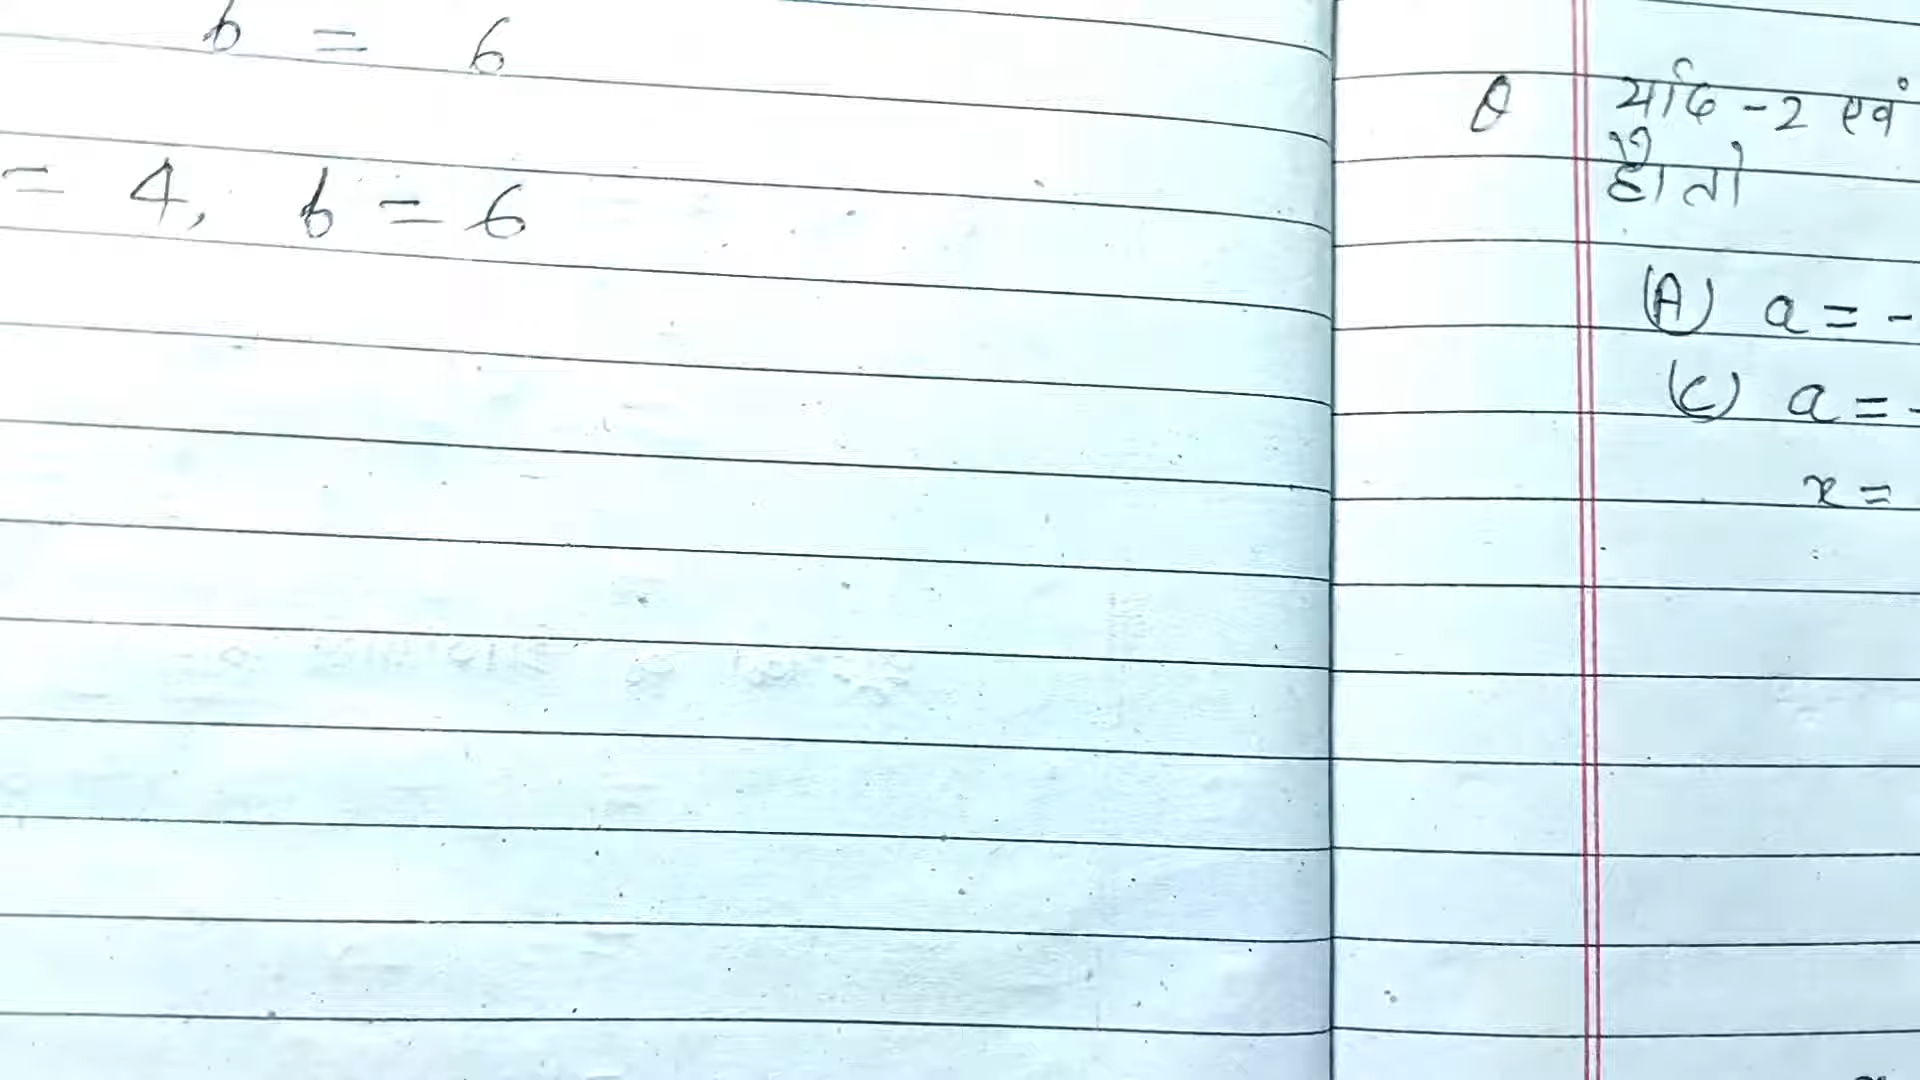 b = 6
= 4, b = 6
Q यदि -2 एवं
है तो
(A) a = -
(C) a = -
x =